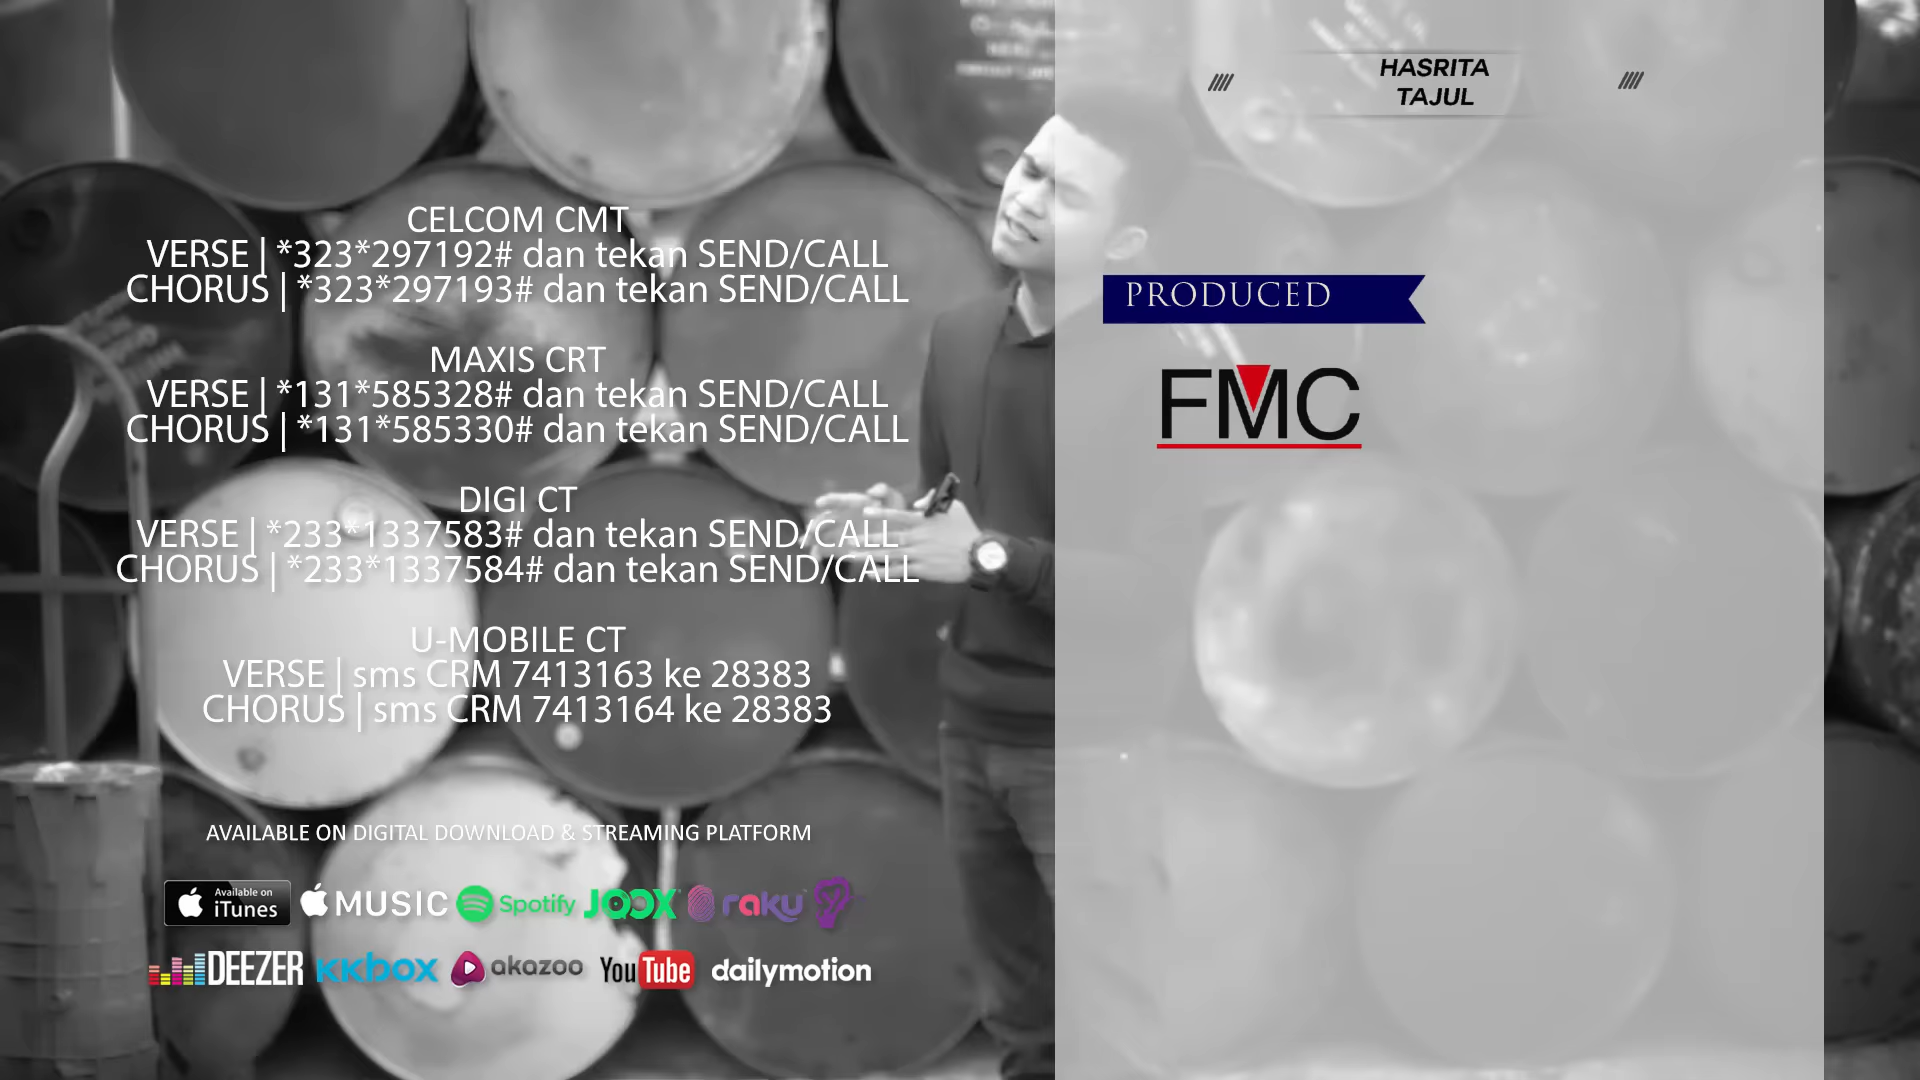 CELCOM CMT
VERSE | *323*297192# dan tekan SEND/CALL
CHORUS | *323*297193# dan tekan SEND/CALL
MAXIS CRT
VERSE | *131*585328# dan tekan SEND/CALL
CHORUS | *131*585330# dan tekan SEND/CALL
DIGI CT
VERSE | *233*1337583# dan tekan SEND/CALL
CHORUS | *233*1337584# dan tekan SEND/CALL
U-MOBILE CT
VERSE | sms CRM 7413163 ke 28383
CHORUS | sms CRM 7413164 ke 28383
AVAILABLE ON DIGITAL DOWNLOAD & STREAMING PLATFORM
Available on iTunes MUSIC Spotify JOOX raku
DEEZER KKBOX akazoo YouTube dailymotion
HASRITA
TAJUL
PRODUCED
FMC